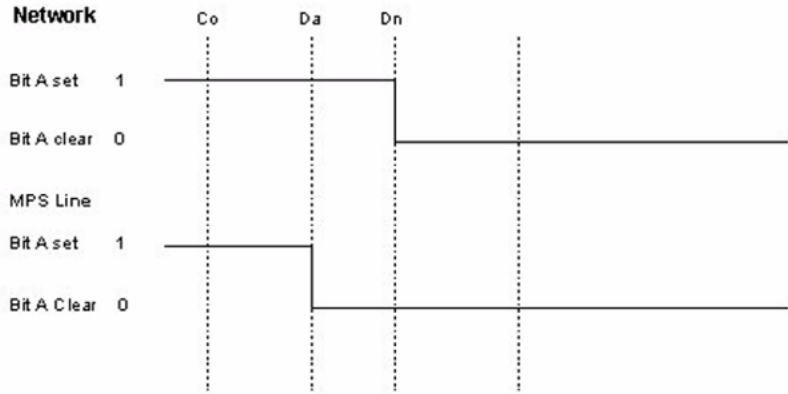 Network
Co Da Dn
Bit A set 1
Bit A clear 0
MPS Line
Bit A set 1
Bit A Clear 0